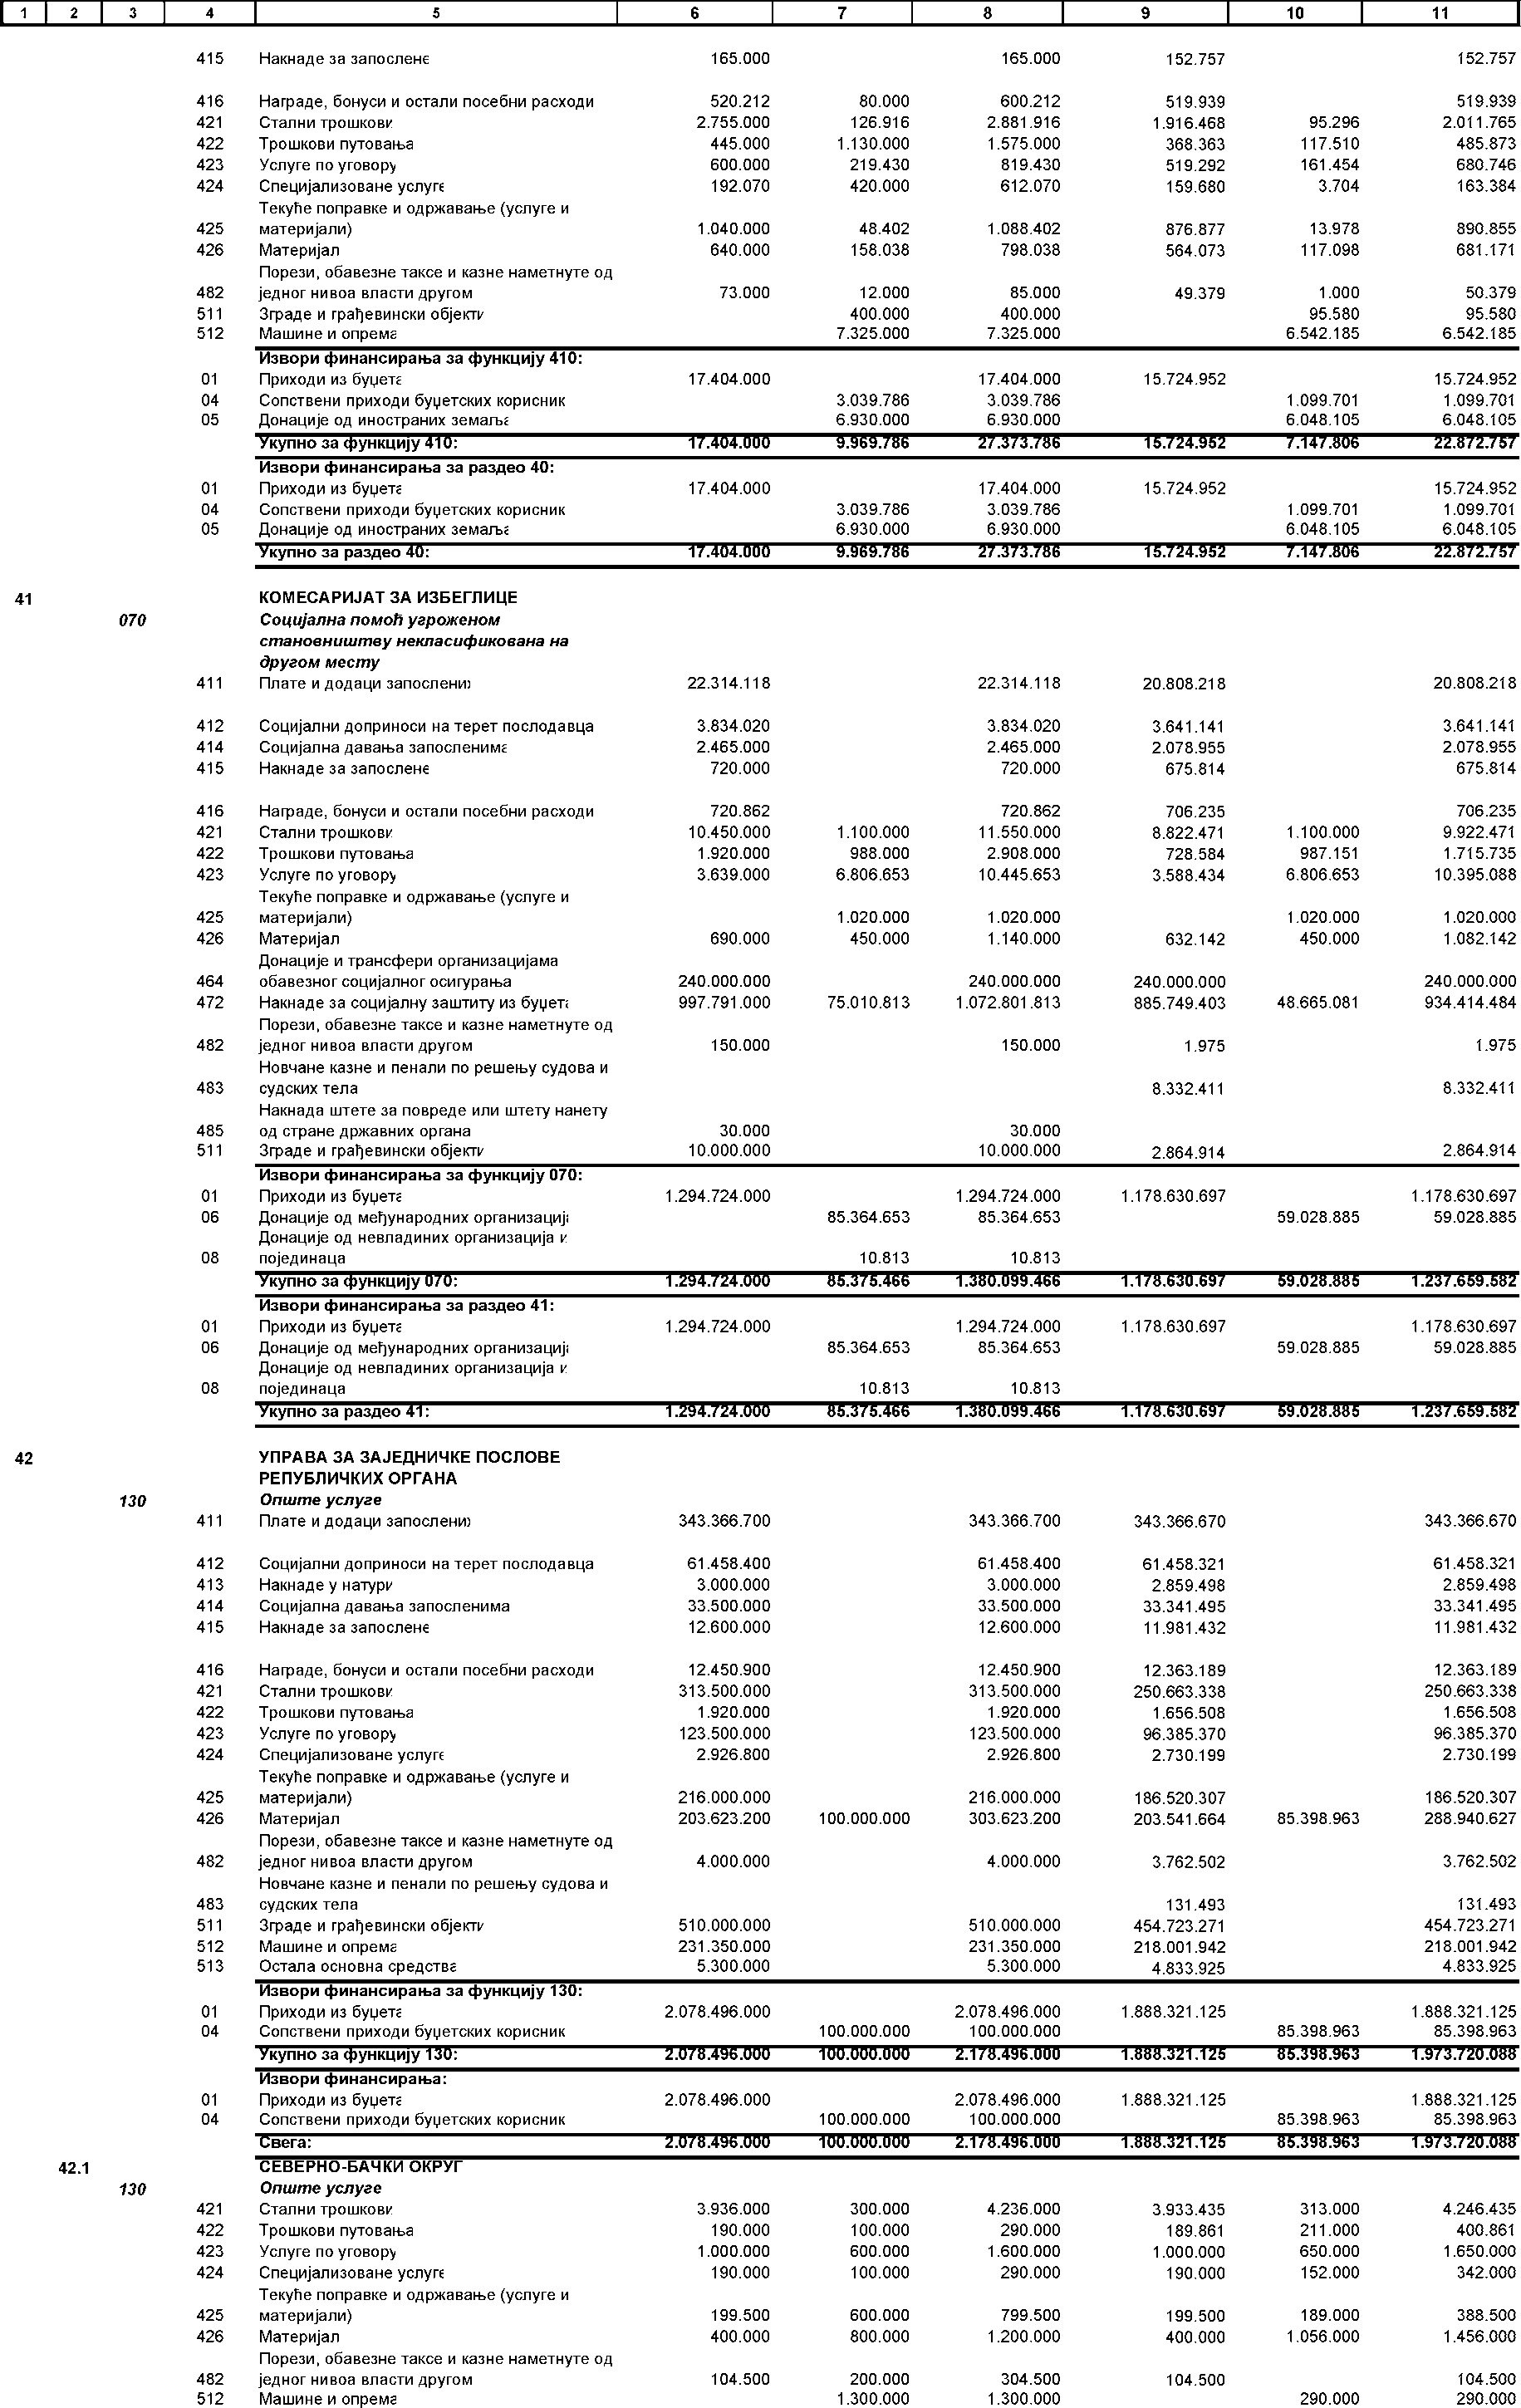 1 2 3 4 5 6 7 8 9 10 11
415 Накнаде за запослене 165.000 165.000 152.757 152.757
416 Награде, бонуси и остали посебни расходи 520.212 80.000 600.212 519.939 519.939
421 Стални трошкови 2.755.000 126.916 2.881.916 1.916.468 95.296 2.011.765
422 Трошкови путовања 445.000 1.130.000 1.575.000 368.363 117.510 485.873
423 Услуге по уговору 600.000 219.430 819.430 519.292 161.454 680.746
424 Специјализоване услуге 192.070 420.000 612.070 159.680 3.704 163.384
Текуће поправке и одржавање (услуге и
425 материјали) 1.040.000 48.402 1.088.402 876.877 13.978 890.855
426 Материјал 640.000 158.038 798.038 564.073 117.098 681.171
Порези, обавезне таксе и казне наметнуте од
482 једног нивоа власти другом 73.000 12.000 85.000 49.379 1.000 50.379
511 Зграде и грађевински објекти 400.000 400.000 95.580 95.580
512 Машине и опрема 7.325.000 7.325.000 6.542.185 6.542.185
Извори финансирања за функцију 410:
01 Приходи из буџета 17.404.000 17.404.000 15.724.952 15.724.952
04 Сопствени приходи буџетских корисник 3.039.786 3.039.786 1.099.701 1.099.701
05 Донације од иностраних земаља 6.930.000 6.930.000 6.048.105 6.048.105
Укупно за функцију 410: 17.404.000 9.969.786 27.373.786 15.724.952 7.147.806 22.872.757
Извори финансирања за раздео 40:
01 Приходи из буџета 17.404.000 17.404.000 15.724.952 15.724.952
04 Сопствени приходи буџетских корисник 3.039.786 3.039.786 1.099.701 1.099.701
05 Донације од иностраних земаља 6.930.000 6.930.000 6.048.105 6.048.105
Укупно за раздео 40: 17.404.000 9.969.786 27.373.786 15.724.952 7.147.806 22.872.757
41 КОМЕСАРИЈАТ ЗА ИЗБЕГЛИЦЕ
070 Социјална помоћ угроженом
становништву некласификована на
другом месту
411 Плате и додаци запослених 22.314.118 22.314.118 20.808.218 20.808.218
412 Социјални доприноси на терет послодавца 3.834.020 3.834.020 3.641.141 3.641.141
414 Социјална давања запосленима 2.465.000 2.465.000 2.078.955 2.078.955
415 Накнаде за запослене 720.000 720.000 675.814 675.814
416 Награде, бонуси и остали посебни расходи 720.862 720.862 706.235 706.235
421 Стални трошкови 10.450.000 1.100.000 11.550.000 8.822.471 1.100.000 9.922.471
422 Трошкови путовања 1.920.000 988.000 2.908.000 728.584 987.151 1.715.735
423 Услуге по уговору 3.639.000 6.806.653 10.445.653 3.588.434 6.806.653 10.395.088
Текуће поправке и одржавање (услуге и
425 материјали) 1.020.000 1.020.000 1.020.000 1.020.000
426 Материјал 690.000 450.000 1.140.000 632.142 450.000 1.082.142
Донације и трансфери организацијама
464 обавезног социјалног осигурања 240.000.000 240.000.000 240.000.000 240.000.000
472 Накнаде за социјалну заштиту из буџета 997.791.000 75.010.813 1.072.801.813 885.749.403 48.665.081 934.414.484
Порези, обавезне таксе и казне наметнуте од
482 једног нивоа власти другом 150.000 150.000 1.975 1.975
Новчане казне и пенали по решењу судова и
483 судских тела 8.332.411 8.332.411
Накнада штете за повреде или штету нанету
485 од стране државних органа 30.000 30.000
511 Зграде и грађевински објекти 10.000.000 10.000.000 2.864.914 2.864.914
Извори финансирања за функцију 070:
01 Приходи из буџета 1.294.724.000 1.294.724.000 1.178.630.697 1.178.630.697
06 Донације од међународних организациј 85.364.653 85.364.653 59.028.885 59.028.885
Донације од невладиних организација и
08 појединаца 10.813 10.813
Укупно за функцију 070: 1.294.724.000 85.375.466 1.380.099.466 1.178.630.697 59.028.885 1.237.659.582
Извори финансирања за раздео 41:
01 Приходи из буџета 1.294.724.000 1.294.724.000 1.178.630.697 1.178.630.697
06 Донације од међународних организациј 85.364.653 85.364.653 59.028.885 59.028.885
Донације од невладиних организација и
08 појединаца 10.813 10.813
Укупно за раздео 41: 1.294.724.000 85.375.466 1.380.099.466 1.178.630.697 59.028.885 1.237.659.582
42 УПРАВА ЗА ЗАЈЕДНИЧКЕ ПОСЛОВЕ
РЕПУБЛИЧКИХ ОРГАНА
130 Опште услуге
411 Плате и додаци запослених 343.366.700 343.366.700 343.366.670 343.366.670
412 Социјални доприноси на терет послодавца 61.458.400 61.458.400 61.458.321 61.458.321
413 Накнаде у натури 3.000.000 3.000.000 2.859.498 2.859.498
414 Социјална давања запосленима 33.500.000 33.500.000 33.341.495 33.341.495
415 Накнаде за запослене 12.600.000 12.600.000 11.981.432 11.981.432
416 Награде, бонуси и остали посебни расходи 12.450.900 12.450.900 12.363.189 12.363.189
421 Стални трошкови 313.500.000 313.500.000 250.663.338 250.663.338
422 Трошкови путовања 1.920.000 1.920.000 1.656.508 1.656.508
423 Услуге по уговору 123.500.000 123.500.000 96.385.370 96.385.370
424 Специјализоване услуге 2.926.800 2.926.800 2.730.199 2.730.199
Текуће поправке и одржавање (услуге и
425 материјали) 216.000.000 216.000.000 186.520.307 186.520.307
426 Материјал 203.623.200 100.000.000 303.623.200 203.541.664 85.398.963 288.940.627
Порези, обавезне таксе и казне наметнуте од
482 једног нивоа власти другом 4.000.000 4.000.000 3.762.502 3.762.502
Новчане казне и пенали по решењу судова и
483 судских тела 131.493 131.493
511 Зграде и грађевински објекти 510.000.000 510.000.000 454.723.271 454.723.271
512 Машине и опрема 231.350.000 231.350.000 218.001.942 218.001.942
513 Остала основна средства 5.300.000 5.300.000 4.833.925 4.833.925
Извори финансирања за функцију 130:
01 Приходи из буџета 2.078.496.000 2.078.496.000 1.888.321.125 1.888.321.125
04 Сопствени приходи буџетских корисник 100.000.000 100.000.000 85.398.963 85.398.963
Укупно за функцију 130: 2.078.496.000 100.000.000 2.178.496.000 1.888.321.125 85.398.963 1.973.720.088
Извори финансирања:
01 Приходи из буџета 2.078.496.000 2.078.496.000 1.888.321.125 1.888.321.125
04 Сопствени приходи буџетских корисник 100.000.000 100.000.000 85.398.963 85.398.963
Свега: 2.078.496.000 100.000.000 2.178.496.000 1.888.321.125 85.398.963 1.973.720.088
42.1 СЕВЕРНО-БАЧКИ ОКРУГ
130 Опште услуге
421 Стални трошкови 3.936.000 300.000 4.236.000 3.933.435 313.000 4.246.435
422 Трошкови путовања 190.000 100.000 290.000 189.861 211.000 400.861
423 Услуге по уговору 1.000.000 600.000 1.600.000 1.000.000 650.000 1.650.000
424 Специјализоване услуге 190.000 100.000 290.000 190.000 152.000 342.000
Текуће поправке и одржавање (услуге и
425 материјали) 199.500 600.000 799.500 199.500 189.000 388.500
426 Материјал 400.000 800.000 1.200.000 400.000 1.056.000 1.456.000
Порези, обавезне таксе и казне наметнуте од
482 једног нивоа власти другом 104.500 200.000 304.500 104.500 104.500
512 Машине и опрема 1.300.000 1.300.000 290.000 290.000